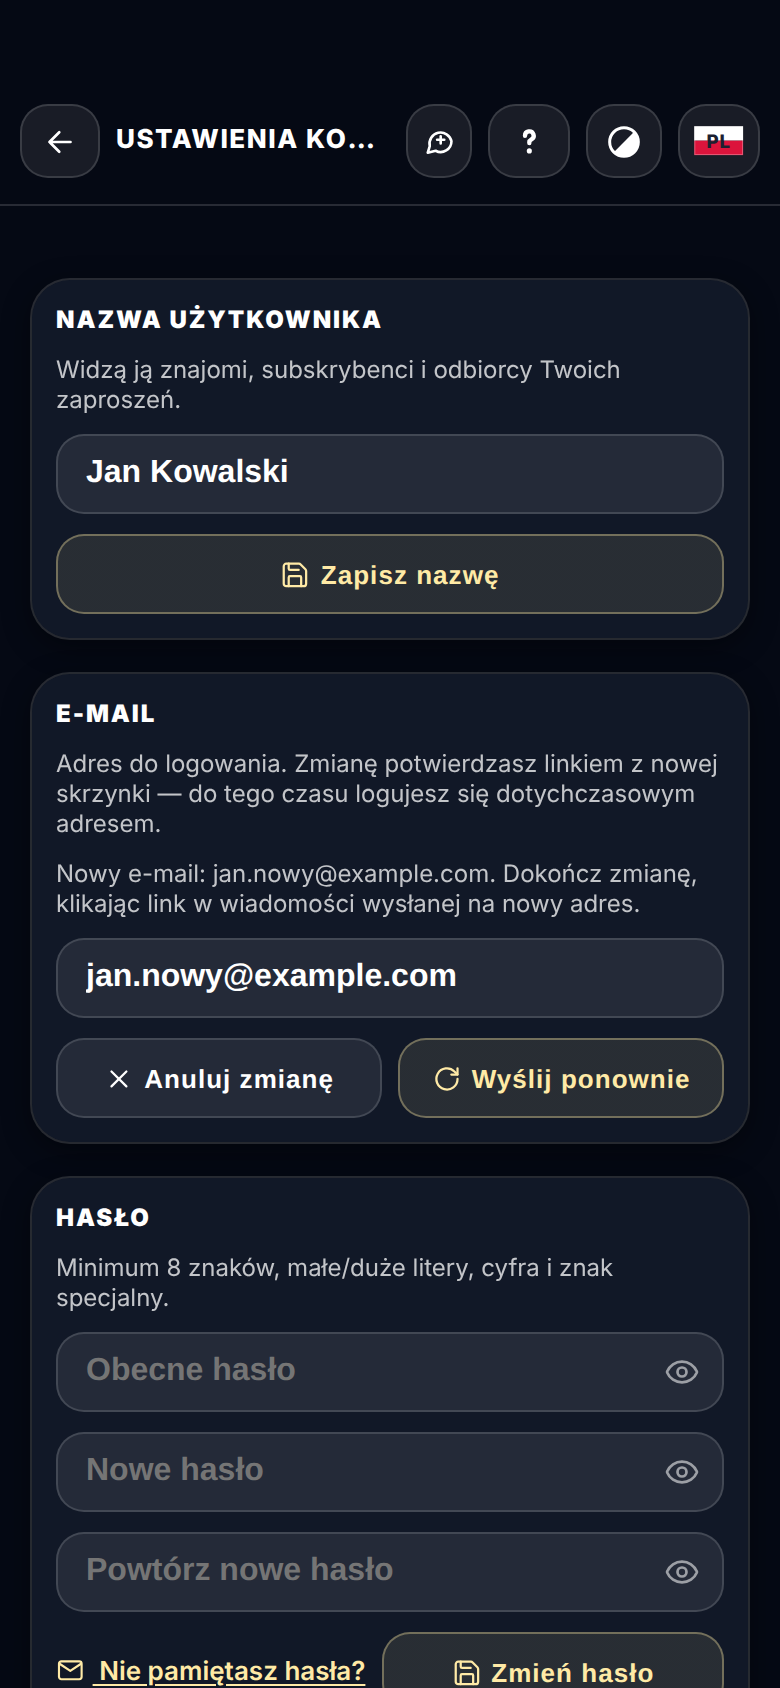 USTAWIENIA KO...
?
PL
NAZWA UŻYTKOWNIKA
Widzą ją znajomi, subskrybenci i odbiorcy Twoich
zaproszeń.
Jan Kowalski
Zapisz nazwę
E-MAIL
Adres do logowania. Zmianę potwierdzasz linkiem z nowej
skrzynki — do tego czasu logujesz się dotychczasowym
adresem.
Nowy e-mail: jan.nowy@example.com. Dokończ zmianę,
klikając link w wiadomości wysłanej na nowy adres.
jan.nowy@example.com
Anuluj zmianę
Wyślij ponownie
HASŁO
Minimum 8 znaków, małe/duże litery, cyfra i znak
specjalny.
Obecne hasło
Nowe hasło
Powtórz nowe hasło
Nie pamiętasz hasła?
Zmień hasło